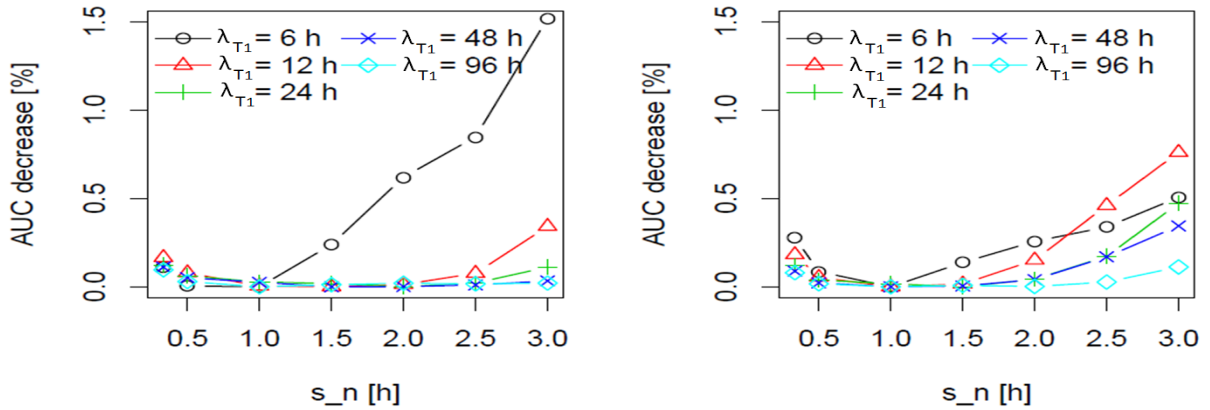 AUC decrease [%]
1.5
1.0
0.5
0.0
λT1 = 6 h
λT1 = 48 h
λT1 = 12 h
λT1 = 96 h
λT1 = 24 h
0.5 1.0 1.5 2.0 2.5 3.0
s_n [h]
AUC decrease [%]
1.5
1.0
0.5
0.0
λT1 = 6 h
λT1 = 48 h
λT1 = 12 h
λT1 = 96 h
λT1 = 24 h
0.5 1.0 1.5 2.0 2.5 3.0
s_n [h]